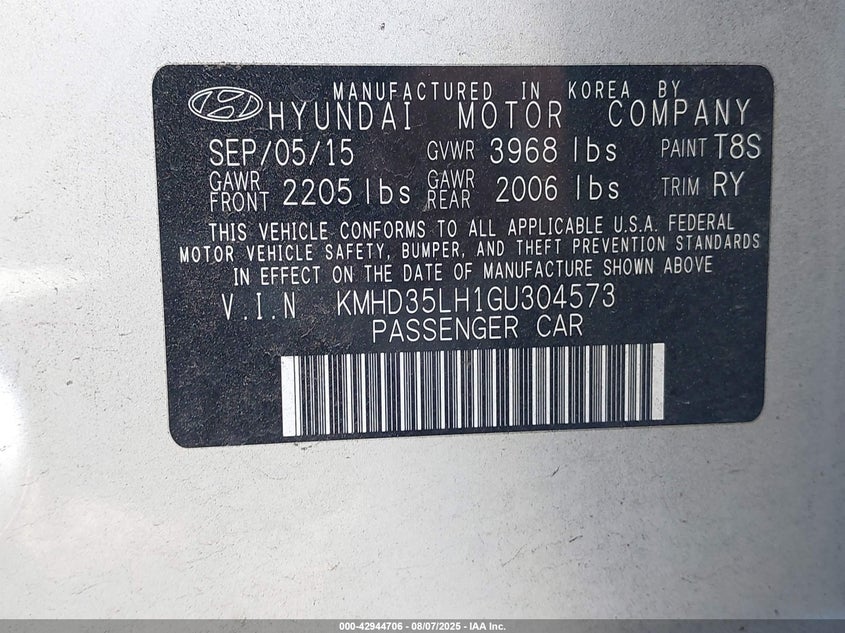 MANUFACTURED IN KOREA BY
HYUNDAI MOTOR COMPANY
SEP/05/15 GVWR 3968 lbs PAINT T8S
GAWR FRONT 2205 lbs GAWR REAR 2006 lbs TRIM RY
THIS VEHICLE CONFORMS TO ALL APPLICABLE U.S.A. FEDERAL
MOTOR VEHICLE SAFETY, BUMPER, AND THEFT PREVENTION STANDARDS
IN EFFECT ON THE DATE OF MANUFACTURE SHOWN ABOVE
V.I.N KMHD35LH1GU304573
PASSENGER CAR
000-42944706 - 08/07/2025 - IAA Inc.